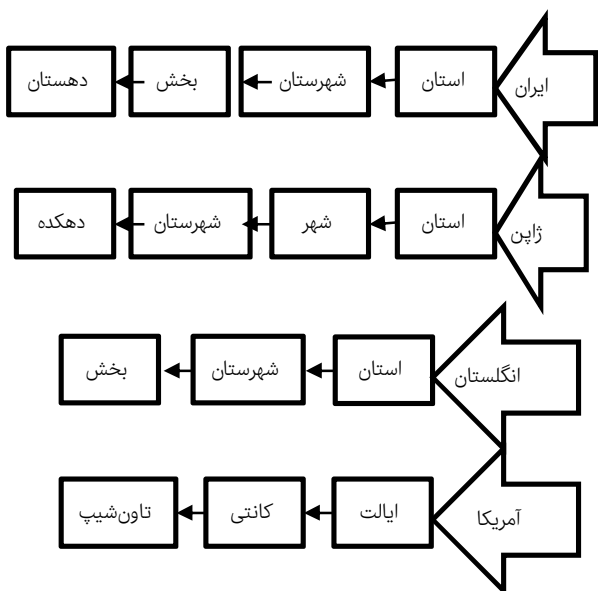 ایران استان شهرستان بخش دهستان
ژاپن استان شهر شهرستان دهکده
انگلستان استان شهرستان بخش
آمریکا ایالت کانتی تاون‌شیپ